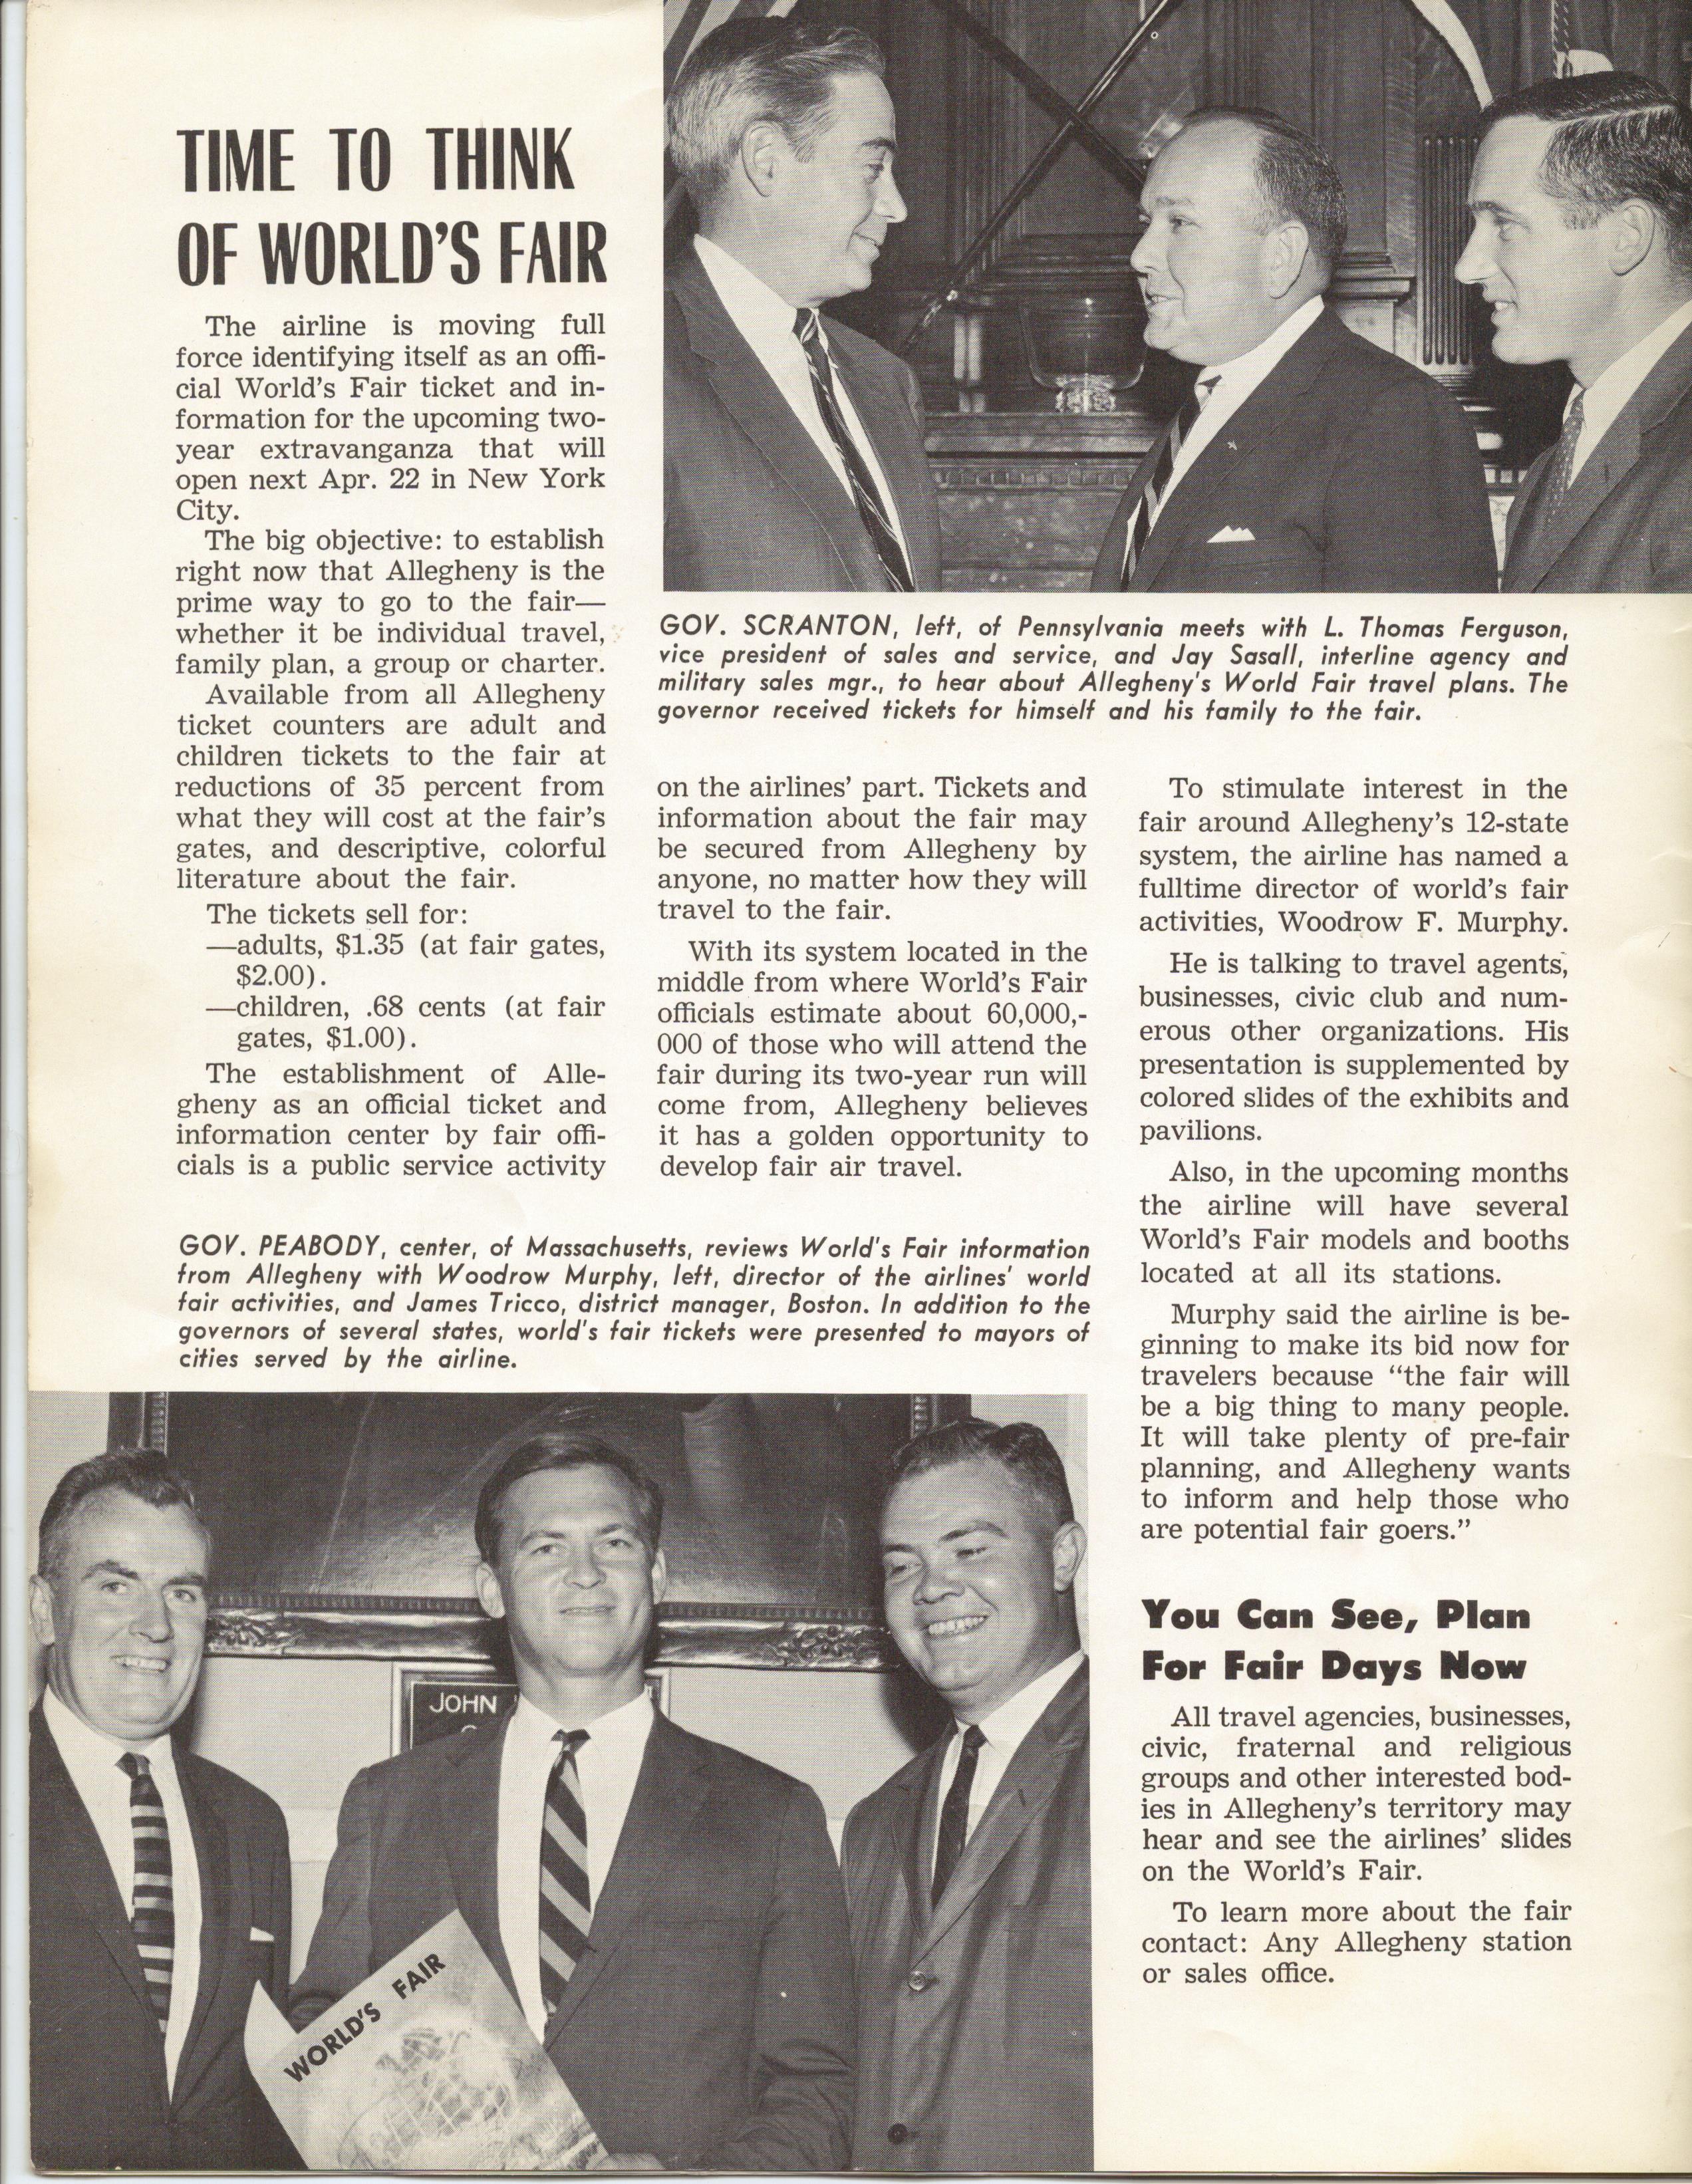 TIME TO THINK
OF WORLD'S FAIR
The airline is moving full
force identifying itself as an offi-
cial World's Fair ticket and in-
formation for the upcoming two-
year extravanganza that will
open next Apr. 22 in New York
City.
The big objective: to establish
right now that Allegheny is the
prime way to go to the fair—
whether it be individual travel,
family plan, a group or charter.
Available from all Allegheny
ticket counters are adult and
children tickets to the fair at
reductions of 35 percent from
what they will cost at the fair's
gates, and descriptive, colorful
literature about the fair.
The tickets sell for:
—adults, $1.35 (at fair gates,
$2.00).
—children, .68 cents (at fair
gates, $1.00).
The establishment of Alle-
gheny as an official ticket and
information center by fair offi-
cials is a public service activity
GOV. SCRANTON, left, of Pennsylvania meets with L. Thomas Ferguson,
vice president of sales and service, and Jay Sasall, interline agency and
military sales mgr., to hear about Allegheny's World Fair travel plans. The
governor received tickets for himself and his family to the fair.
on the airlines' part. Tickets and
information about the fair may
be secured from Allegheny by
anyone, no matter how they will
travel to the fair.
With its system located in the
middle from where World's Fair
officials estimate about 60,000,-
000 of those who will attend the
fair during its two-year run will
come from, Allegheny believes
it has a golden opportunity to
develop fair air travel.
To stimulate interest in the
fair around Allegheny's 12-state
system, the airline has named a
fulltime director of world's fair
activities, Woodrow F. Murphy.
He is talking to travel agents,
businesses, civic club and num-
erous other organizations. His
presentation is supplemented by
colored slides of the exhibits and
pavilions.
Also, in the upcoming months
the airline will have several
World's Fair models and booths
located at all its stations.
Murphy said the airline is be-
ginning to make its bid now for
travelers because "the fair will
be a big thing to many people.
It will take plenty of pre-fair
planning, and Allegheny wants
to inform and help those who
are potential fair goers."
GOV. PEABODY, center, of Massachusetts, reviews World's Fair information
from Allegheny with Woodrow Murphy, left, director of the airlines' world
fair activities, and James Tricco, district manager, Boston. In addition to the
governors of several states, world's fair tickets were presented to mayors of
cities served by the airline.
JOHN
WORLD'S FAIR
You Can See, Plan
For Fair Days Now
All travel agencies, businesses,
civic, fraternal and religious
groups and other interested bod-
ies in Allegheny's territory may
hear and see the airlines' slides
on the World's Fair.
To learn more about the fair
contact: Any Allegheny station
or sales office.